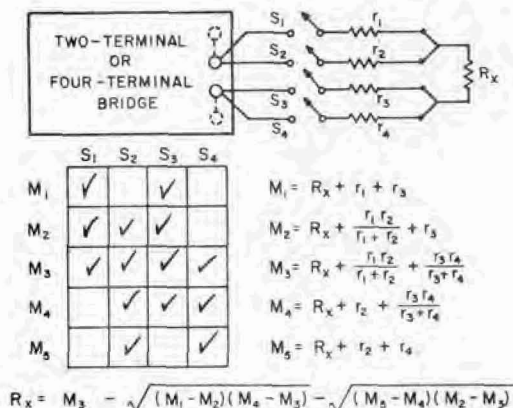 TWO-TERMINAL
OR
FOUR-TERMINAL
BRIDGE
S₁
S₂
S₃
S₄
r₁
r₂
r₃
r₄
Rₓ
S₁ S₂ S₃ S₄
M₁ ✓ ✓
M₂ ✓ ✓ ✓
M₃ ✓ ✓ ✓ ✓
M₄ ✓ ✓ ✓
M₅ ✓ ✓
M₁ = Rₓ + r₁ + r₃
M₂ = Rₓ + r₁ r₂ / r₁ + r₂ + r₃
M₃ = Rₓ + r₁ r₂ / r₁ + r₂ + r₃ r₄ / r₃ + r₄
M₄ = Rₓ + r₂ + r₃ r₄ / r₃ + r₄
M₅ = Rₓ + r₂ + r₄
Rₓ = M₃ − √(M₁−M₂)(M₄−M₃) − √(M₅−M₄)(M₂−M₃)